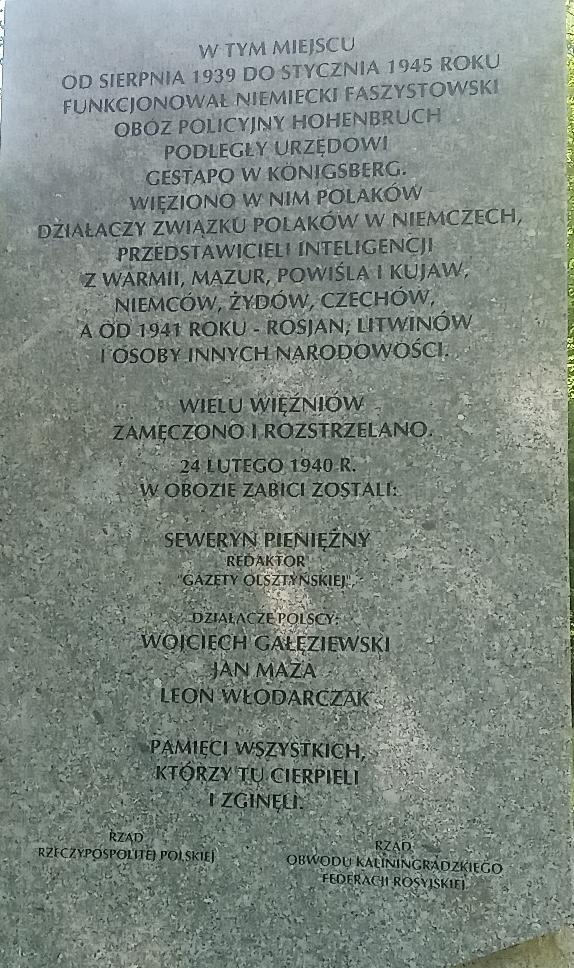 W TYM MIEJSCU
OD SIERPNIA 1939 DO STYCZNIA 1945 ROKU
FUNKCJONOWAŁ NIEMIECKI FASZYSTOWSKI
OBÓZ POLICYJNY HOHENBRUCH
PODLEGŁY URZĘDOWI
GESTAPO W KÖNIGSBERG.
WIĘZIONO W NIM POLAKÓW
DZIAŁACZY ZWIĄZKU POLAKÓW W NIEMCZECH,
PRZEDSTAWICIELI INTELIGENCJI
Z WARMII, MAZUR, POWIŚLA I KUJAW,
NIEMCÓW, ŻYDÓW, CZECHÓW,
A OD 1941 ROKU - ROSJAN, LITWINÓW
I OSOBY INNYCH NARODOWOŚCI.
WIELU WIĘŹNIÓW
ZAMĘCZONO I ROZSTRZELANO.
24 LUTEGO 1940 R.
W OBOZIE ZABICI ZOSTALI:
SEWERYN PIENIĘŻNY
REDAKTOR
"GAZETY OLSZTYŃSKIEJ",
DZIAŁACZE POLSCY:
WOJCIECH GAŁĘZIEWSKI
JAN MAZA
LEON WŁODARCZAK
PAMIĘCI WSZYSTKICH,
KTÓRZY TU CIERPIELI
I ZGINĘLI.
RZĄD
RZECZYPOSPOLITEJ POLSKIEJ
RZĄD
OBWODU KALININGRADZKIEGO
FEDERACJI ROSYJSKIEJ